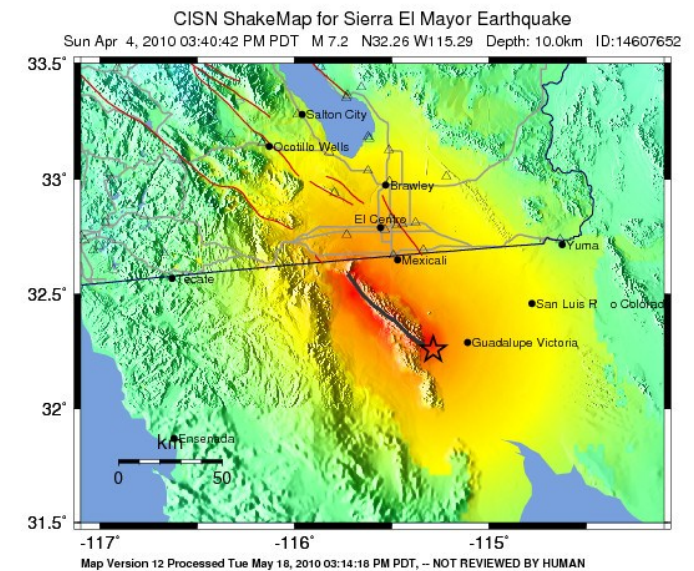 CISN ShakeMap for Sierra El Mayor Earthquake
Sun Apr 4, 2010 03:40:42 PM PDT M 7.2 N32.26 W115.29 Depth: 10.0km ID:14607652
33.5°
Salton City
Ocotillo Wells
33°
Brawley
El Centro
Yuma
Mexicali
Tecate
32.5°
San Luis R
Colorad
Guadalupe Victoria
32°
Ensenada
km
0 50
31.5°
-117° -116° -115°
Map Version 12 Processed Tue May 18, 2010 03:14:18 PM PDT, -- NOT REVIEWED BY HUMAN